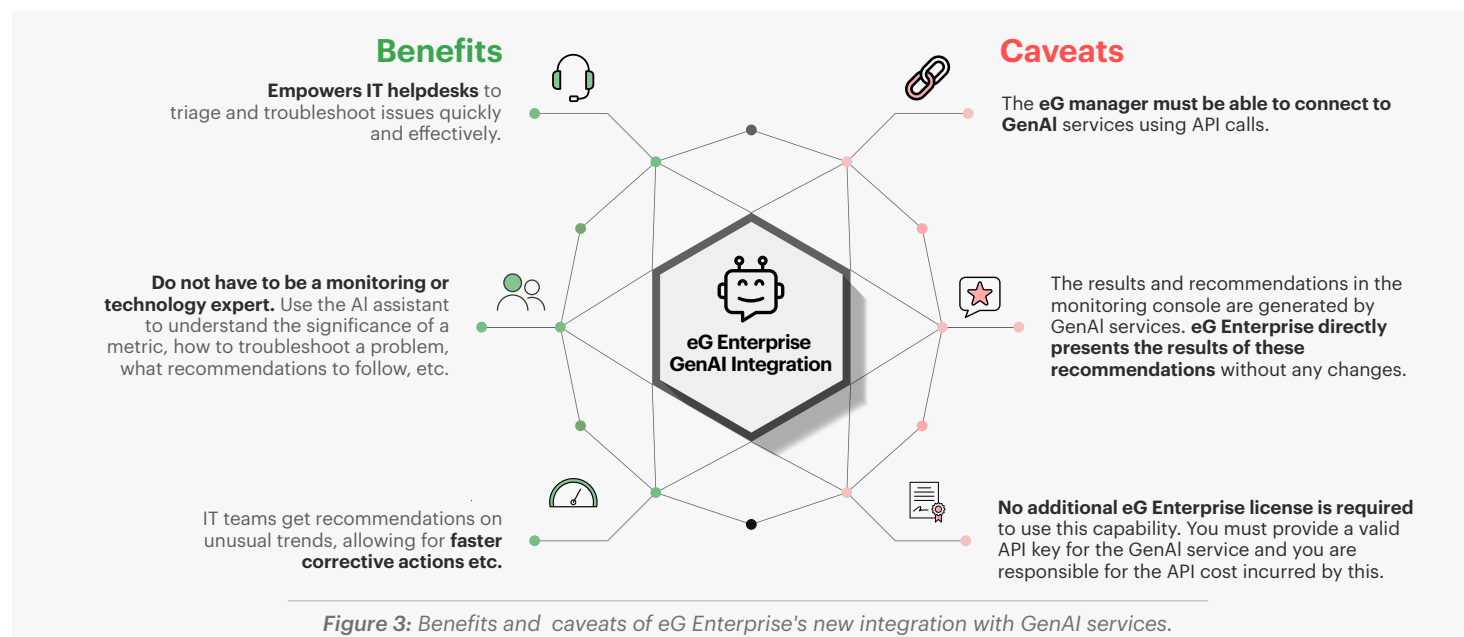 Benefits
Empowers IT helpdesks to
triage and troubleshoot issues quickly
and effectively.
Do not have to be a monitoring or
technology expert. Use the AI assistant
to understand the significance of a
metric, how to troubleshoot a problem,
what recommendations to follow, etc.
IT teams get recommendations on
unusual trends, allowing for faster
corrective actions etc.
eG Enterprise
GenAI Integration
Caveats
The eG manager must be able to connect to
GenAI services using API calls.
The results and recommendations in the
monitoring console are generated by
GenAI services. eG Enterprise directly
presents the results of these
recommendations without any changes.
No additional eG Enterprise license is required
to use this capability. You must provide a valid
API key for the GenAI service and you are
responsible for the API cost incurred by this.
Figure 3: Benefits and caveats of eG Enterprise's new integration with GenAI services.